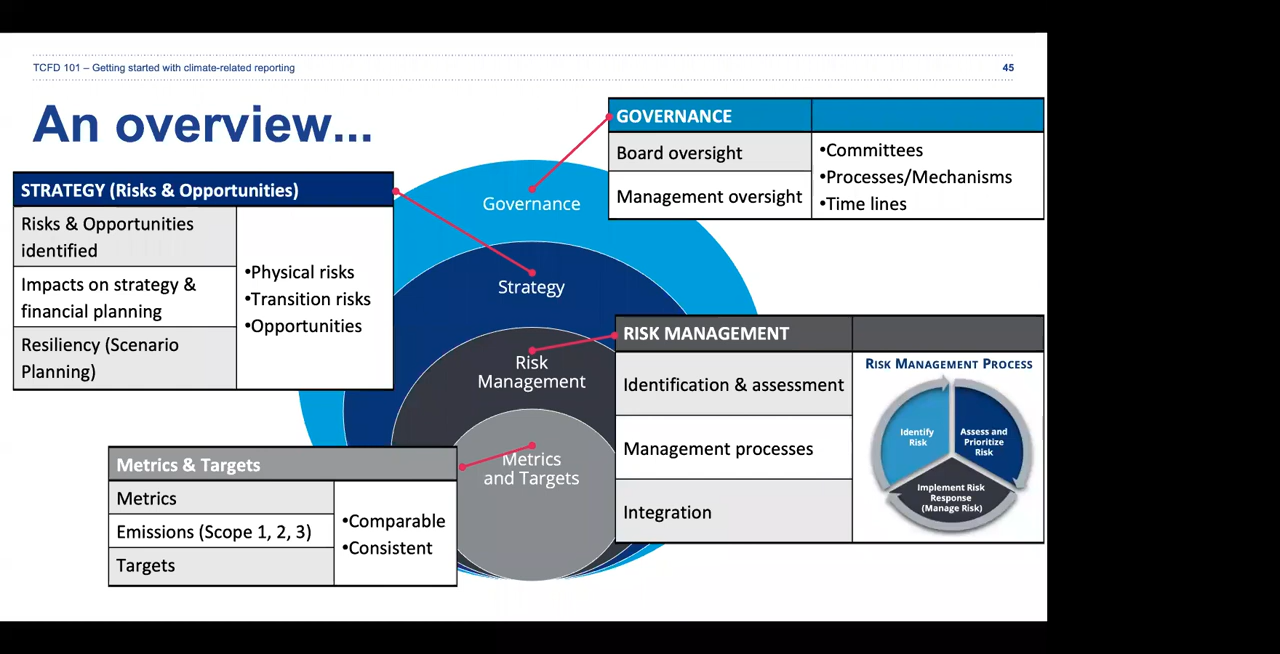 TCFD 101 – Getting started with climate-related reporting
45
An overview...
GOVERNANCE
Board oversight
Management oversight
•Committees
•Processes/Mechanisms
•Time lines
STRATEGY (Risks & Opportunities)
Risks & Opportunities
identified
Impacts on strategy &
financial planning
Resiliency (Scenario
Planning)
•Physical risks
•Transition risks
•Opportunities
Governance
Strategy
Risk
Management
Metrics
and Targets
RISK MANAGEMENT
Identification & assessment
Management processes
Integration
RISK MANAGEMENT PROCESS
Identify
Risk
Assess and
Prioritize
Risk
Implement Risk
Response
(Manage Risk)
Metrics & Targets
Metrics
Emissions (Scope 1, 2, 3)
Targets
•Comparable
•Consistent